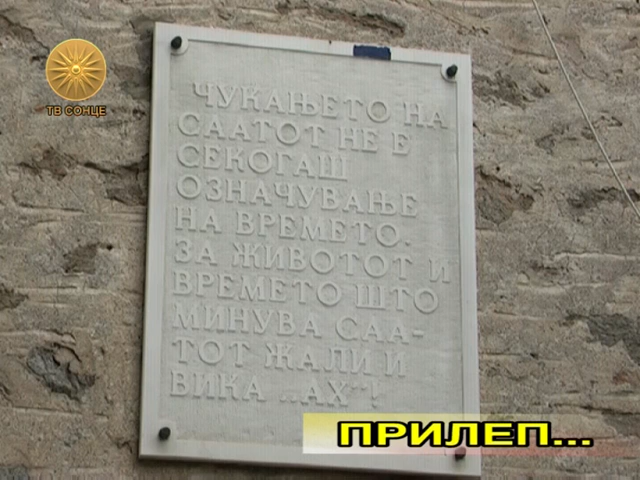 ТВ СОНЦЕ
ЧУКАЊЕТО НА
СААТОТ НЕ Е
СЕКОГАШ
ОЗНАЧУВАЊЕ
НА ВРЕМЕТО.
ЗА ЖИВОТОТ И
ВРЕМЕТО ШТО
МИНУВА САА-
ТОТ ЖАЛИ И
ВИКА „АХ“!
ПРИЛЕП...